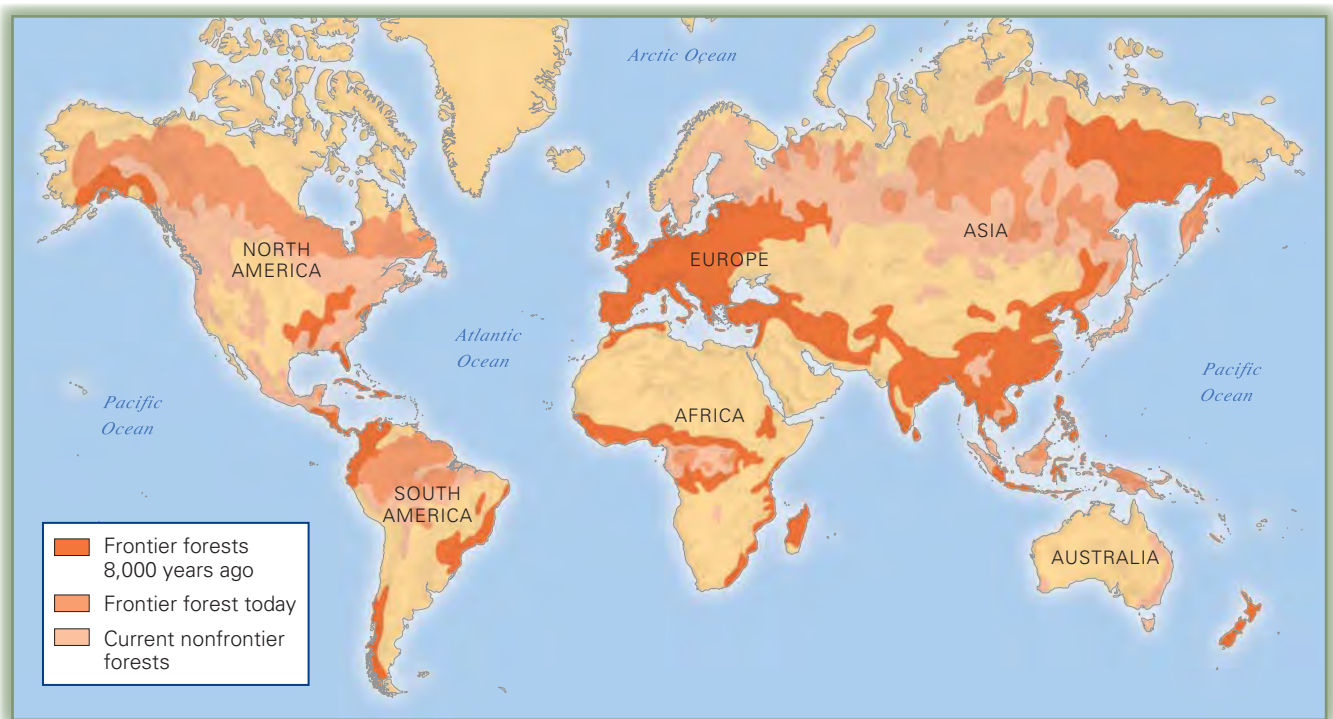 Arctic Ocean
NORTH
AMERICA
EUROPE
ASIA
Atlantic
Ocean
Pacific
Ocean
Pacific
Ocean
AFRICA
SOUTH
AMERICA
AUSTRALIA
Frontier forests
8,000 years ago
Frontier forest today
Current nonfrontier
forests